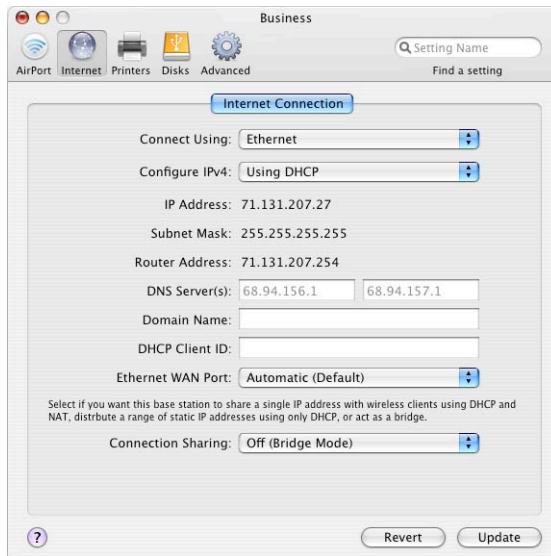 Business
Setting Name
AirPort Internet Printers Disks Advanced
Find a setting
Internet Connection
Connect Using: Ethernet
Configure IPv4: Using DHCP
IP Address: 71.131.207.27
Subnet Mask: 255.255.255.255
Router Address: 71.131.207.254
DNS Server(s): 68.94.156.1 68.94.157.1
Domain Name:
DHCP Client ID:
Ethernet WAN Port: Automatic (Default)
Select if you want this base station to share a single IP address with wireless clients using DHCP and
NAT, distrbute a range of static IP addresses using only DHCP, or act as a bridge.
Connection Sharing: Off (Bridge Mode)
? Revert Update